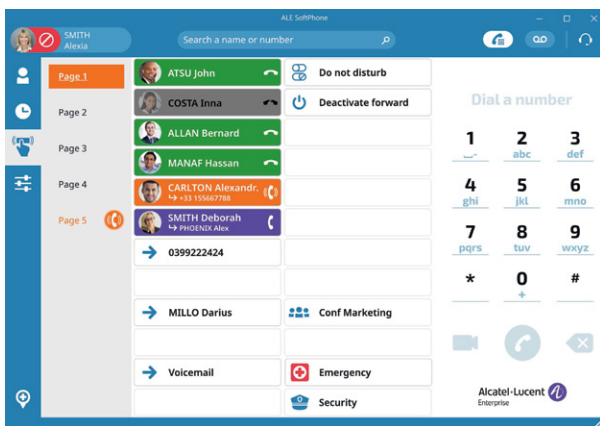 ALE SoftPhone
SMITH
Alexia
Search a name or number
Page 1
Page 2
Page 3
Page 4
Page 5
ATSU John
COSTA Inna
ALLAN Bernard
MANAF Hassan
CARLTON Alexandr.
↳ +33 155667788
SMITH Deborah
↳ PHOENIX Alex
0399222424
MILLO Darius
Voicemail
Do not disturb
Deactivate forward
Conf Marketing
Emergency
Security
Dial a number
1 2 3
abc def
4 5 6
ghi jkl mno
7 8 9
pqrs tuv wxyz
* 0 #
+
Alcatel·Lucent
Enterprise